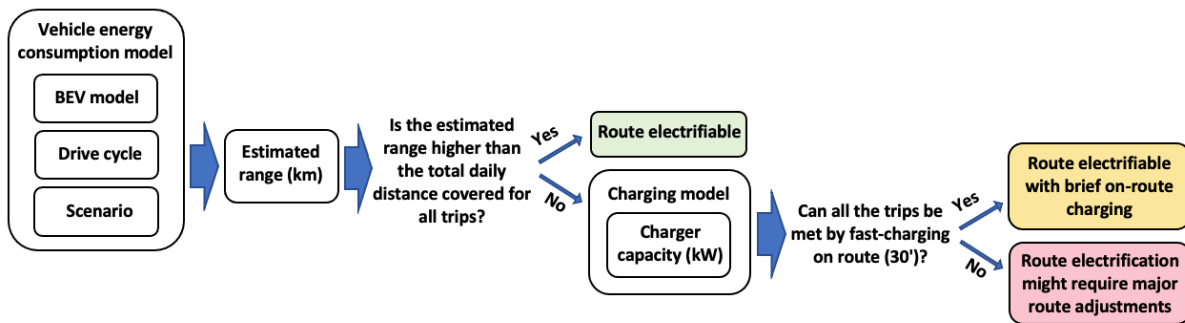 Vehicle energy
consumption model
BEV model
Drive cycle
Scenario
Estimated
range (km)
Is the estimated
range higher than
the total daily
distance covered for
all trips?
Yes
No
Route electrifiable
Charging model
Charger
capacity (kW)
Can all the trips be
met by fast-charging
on route (30')?
Yes
No
Route electrifiable
with brief on-route
charging
Route electrification
might require major
route adjustments